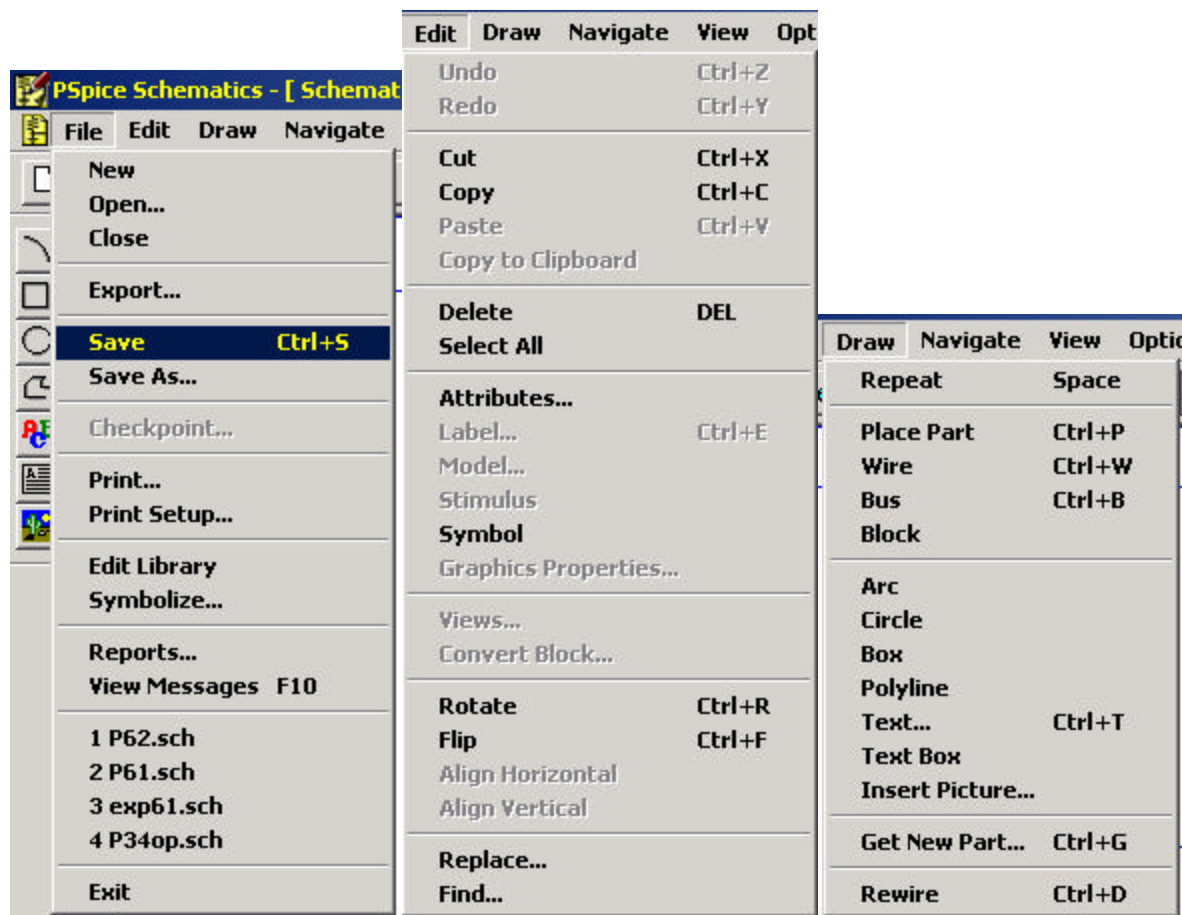 PSpice Schematics - [ Schemat
File Edit Draw Navigate
New
Open...
Close
Export...
Save Ctrl+S
Save As...
Checkpoint...
Print...
Print Setup...
Edit Library
Symbolize...
Reports...
View Messages F10
1 P62.sch
2 P61.sch
3 exp61.sch
4 P34op.sch
Exit
Edit Draw Navigate View Opt
Undo Ctrl+Z
Redo Ctrl+Y
Cut Ctrl+X
Copy Ctrl+C
Paste Ctrl+V
Copy to Clipboard
Delete DEL
Select All
Attributes...
Label... Ctrl+E
Model...
Stimulus
Symbol
Graphics Properties...
Views...
Convert Block...
Rotate Ctrl+R
Flip Ctrl+F
Align Horizontal
Align Vertical
Replace...
Find...
Draw Navigate View Optio
Repeat Space
Place Part Ctrl+P
Wire Ctrl+W
Bus Ctrl+B
Block
Arc
Circle
Box
Polyline
Text... Ctrl+T
Text Box
Insert Picture...
Get New Part... Ctrl+G
Rewire Ctrl+D